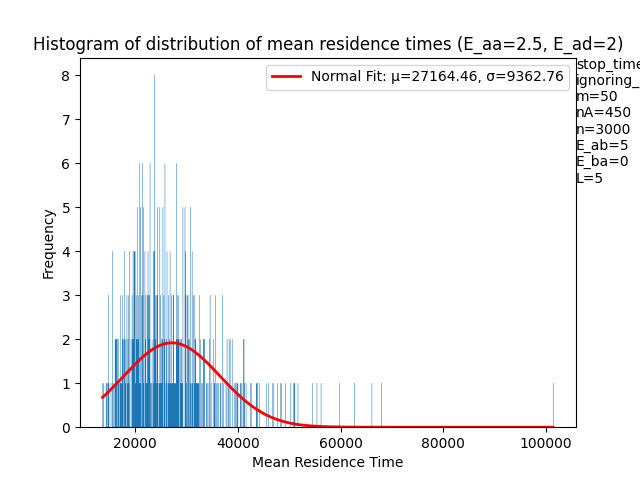 Histogram of distribution of mean residence times (E_aa=2.5, E_ad=2)
Normal Fit: μ=27164.46, σ=9362.76
stop_time
ignoring_
m=50
nA=450
n=3000
E_ab=5
E_ba=0
L=5
Frequency
8
7
6
5
4
3
2
1
0
20000 40000 60000 80000 100000
Mean Residence Time